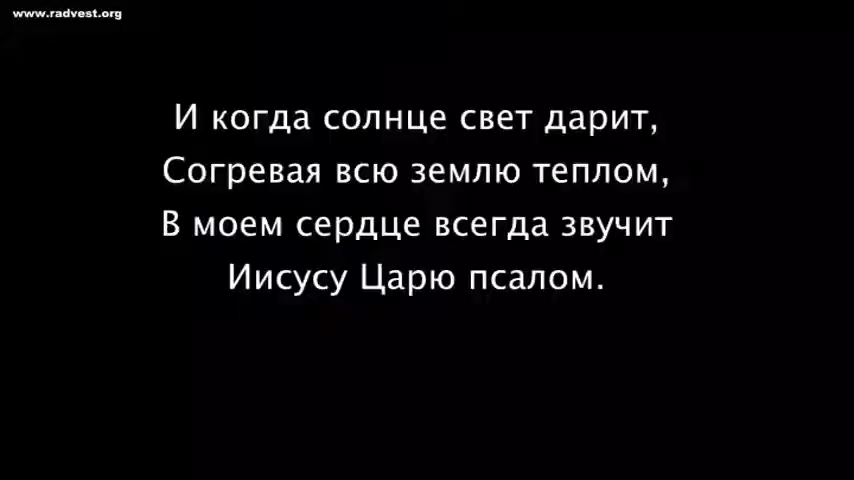 www.radvest.org
И когда солнце свет дарит,
Согревая всю землю теплом,
В моем сердце всегда звучит
Иисусу Царю псалом.